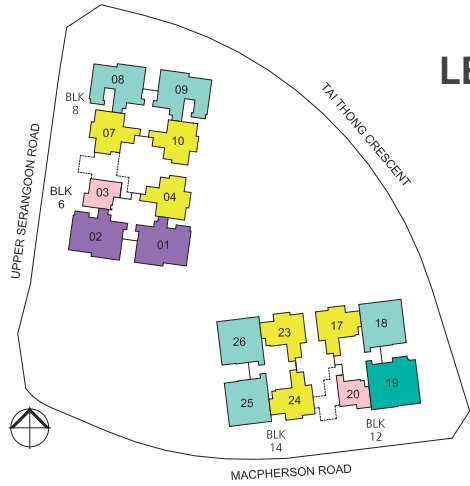 LE
TAI THONG CRESCENT
UPPER SERANGOON ROAD
BLK
8
08
09
07
10
BLK
6
03
04
02
01
26
23
17
18
25
24
20
19
BLK
14
BLK
12
MACPHERSON ROAD